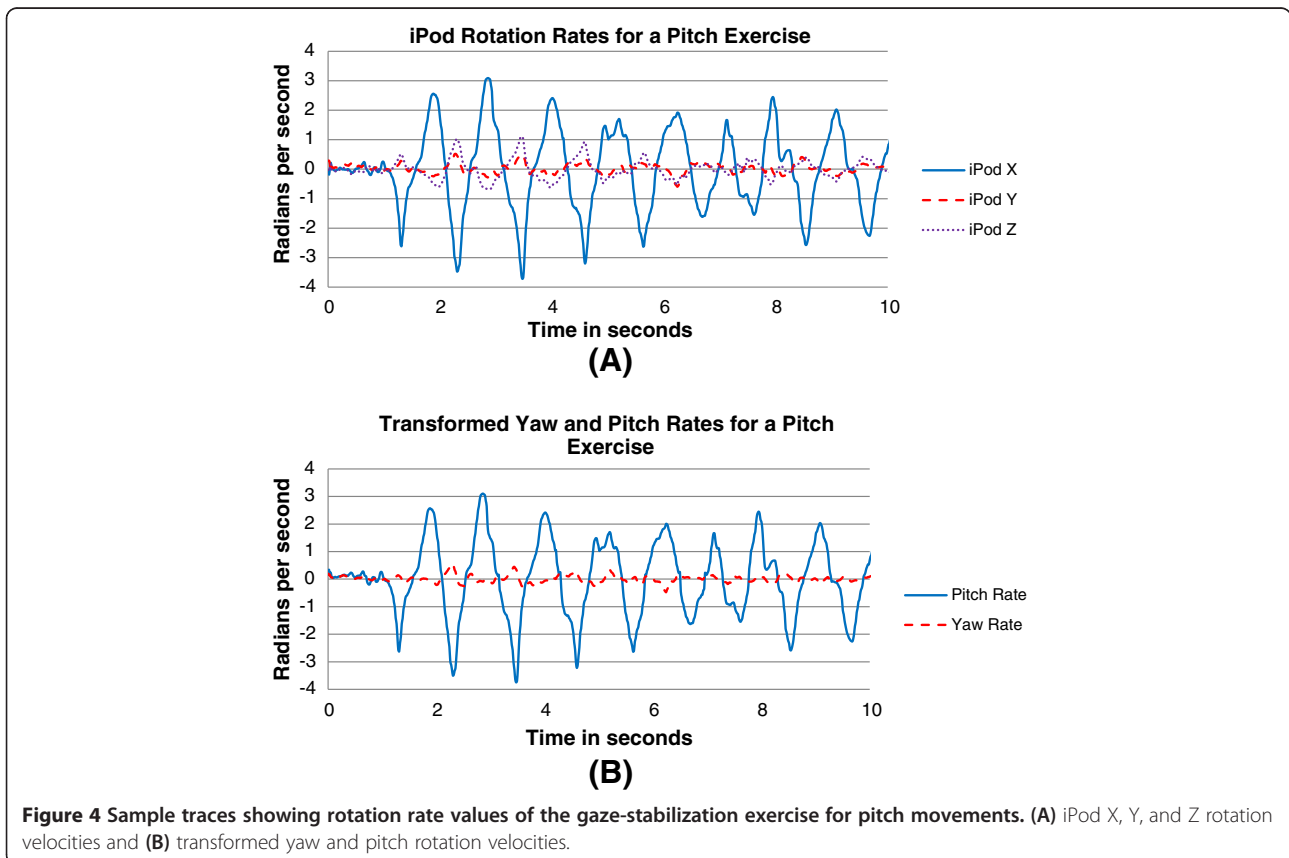 iPod Rotation Rates for a Pitch Exercise
4
3
2
1
0
-1
-2
-3
-4
Radians per second
0 2 4 6 8 10
Time in seconds
iPod X
iPod Y
iPod Z
(A)
Transformed Yaw and Pitch Rates for a Pitch
Exercise
4
3
2
1
0
-1
-2
-3
-4
Radians per second
0 2 4 6 8 10
Time in seconds
Pitch Rate
Yaw Rate
(B)
Figure 4 Sample traces showing rotation rate values of the gaze-stabilization exercise for pitch movements. (A) iPod X, Y, and Z rotation
velocities and (B) transformed yaw and pitch rotation velocities.